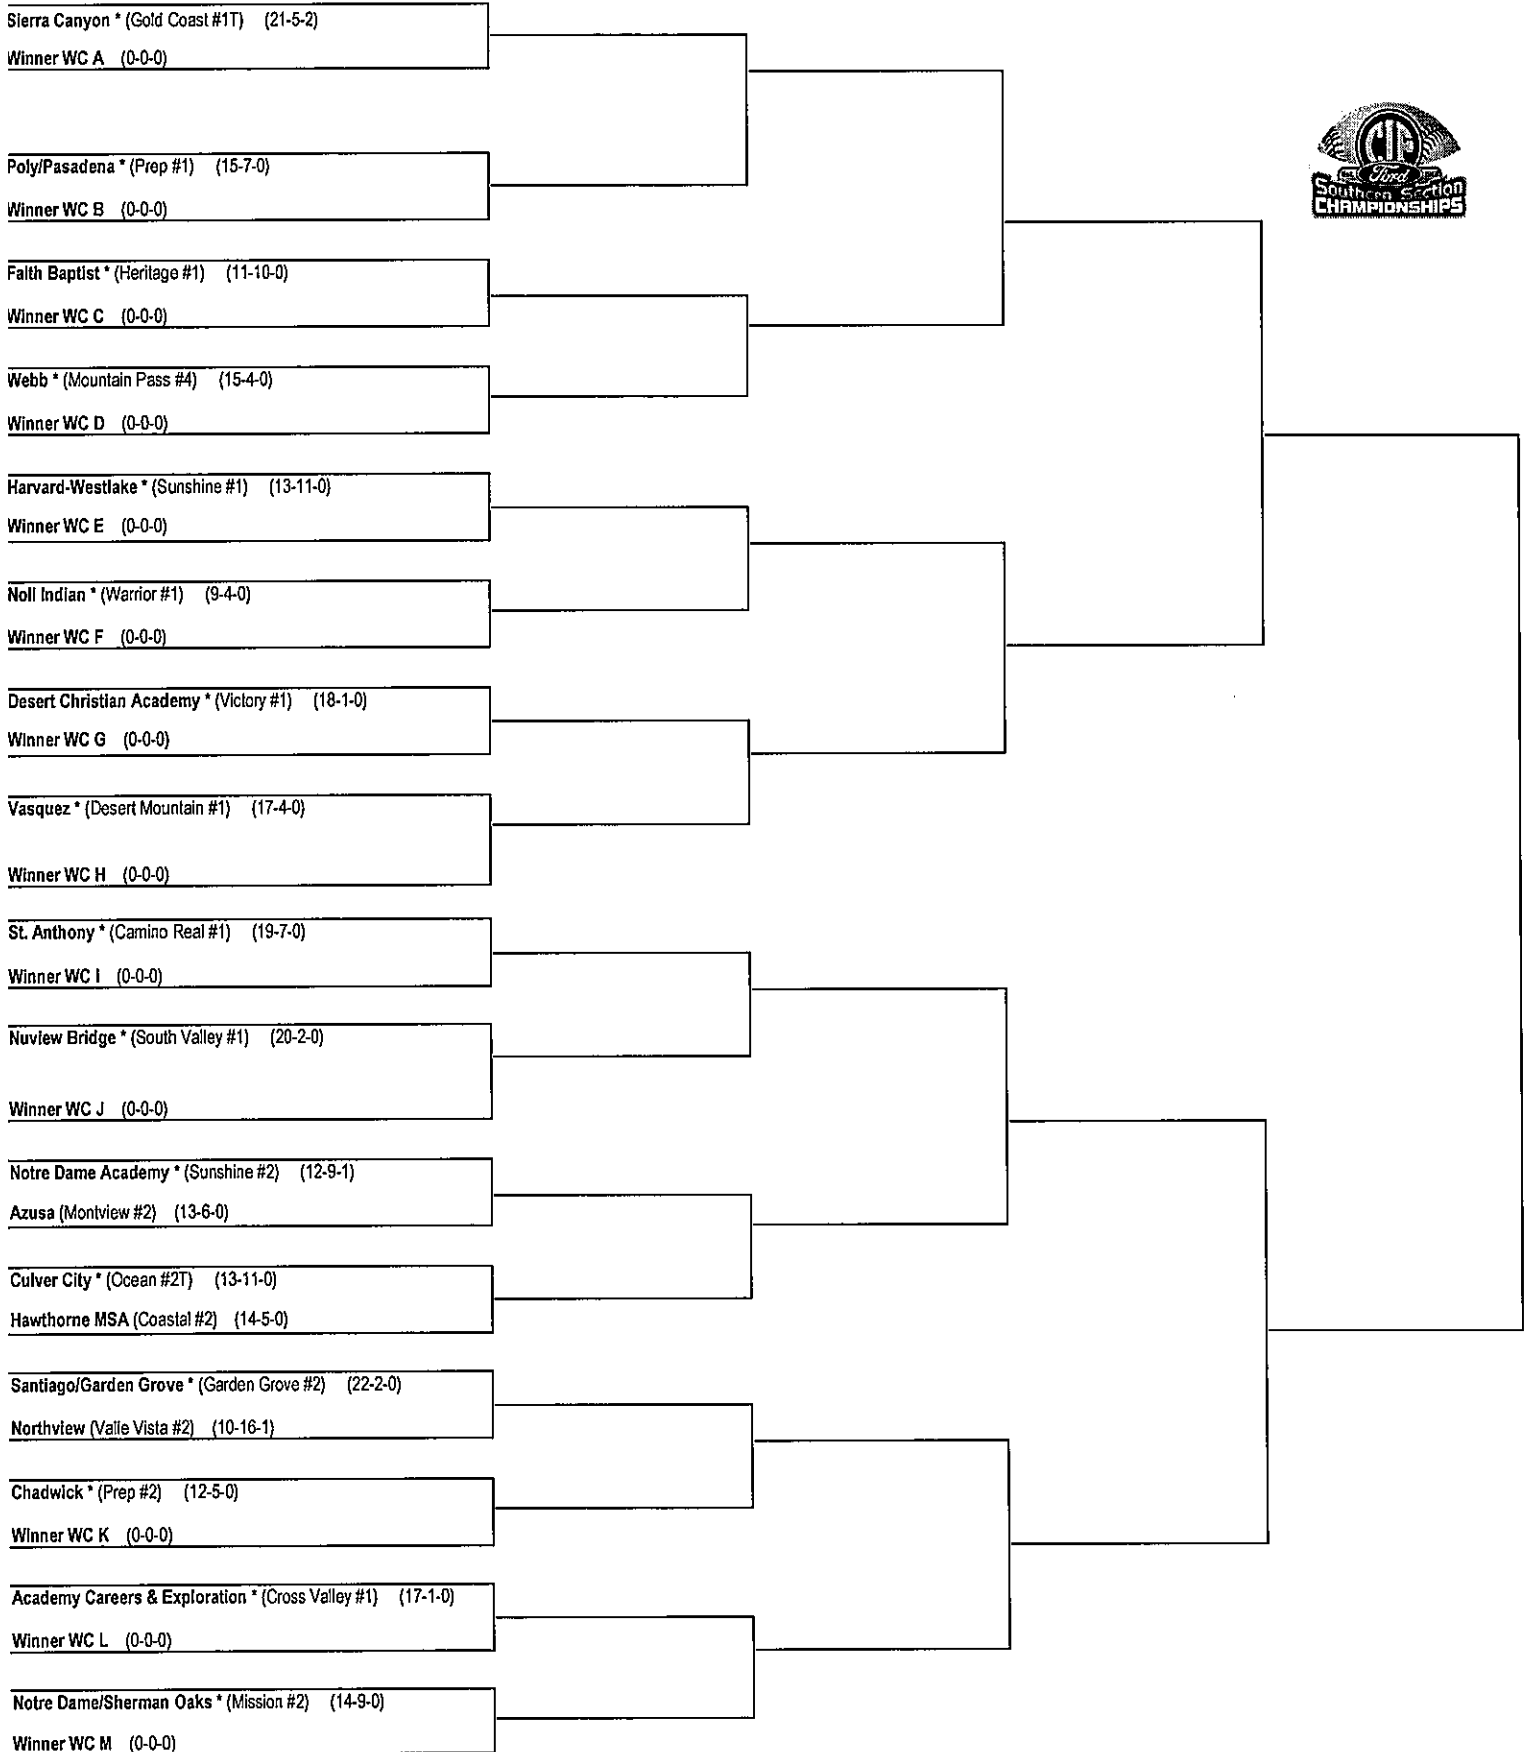 Sierra Canyon * (Gold Coast #1T) (21-5-2)
Winner WC A (0-0-0)
Poly/Pasadena * (Prep #1) (15-7-0)
Winner WC B (0-0-0)
Faith Baptist * (Heritage #1) (11-10-0)
Winner WC C (0-0-0)
Webb * (Mountain Pass #4) (15-4-0)
Winner WC D (0-0-0)
Harvard-Westlake * (Sunshine #1) (13-11-0)
Winner WC E (0-0-0)
Noli Indian * (Warrior #1) (9-4-0)
Winner WC F (0-0-0)
Desert Christian Academy * (Victory #1) (18-1-0)
Winner WC G (0-0-0)
Vasquez * (Desert Mountain #1) (17-4-0)
Winner WC H (0-0-0)
St. Anthony * (Camino Real #1) (19-7-0)
Winner WC I (0-0-0)
Nuview Bridge * (South Valley #1) (20-2-0)
Winner WC J (0-0-0)
Notre Dame Academy * (Sunshine #2) (12-9-1)
Azusa (Montview #2) (13-6-0)
Culver City * (Ocean #2T) (13-11-0)
Hawthorne MSA (Coastal #2) (14-5-0)
Santiago/Garden Grove * (Garden Grove #2) (22-2-0)
Northview (Valle Vista #2) (10-16-1)
Chadwick * (Prep #2) (12-5-0)
Winner WC K (0-0-0)
Academy Careers & Exploration * (Cross Valley #1) (17-1-0)
Winner WC L (0-0-0)
Notre Dame/Sherman Oaks * (Mission #2) (14-9-0)
Winner WC M (0-0-0)
CIF
Ford
Southern Section
CHAMPIONSHIPS